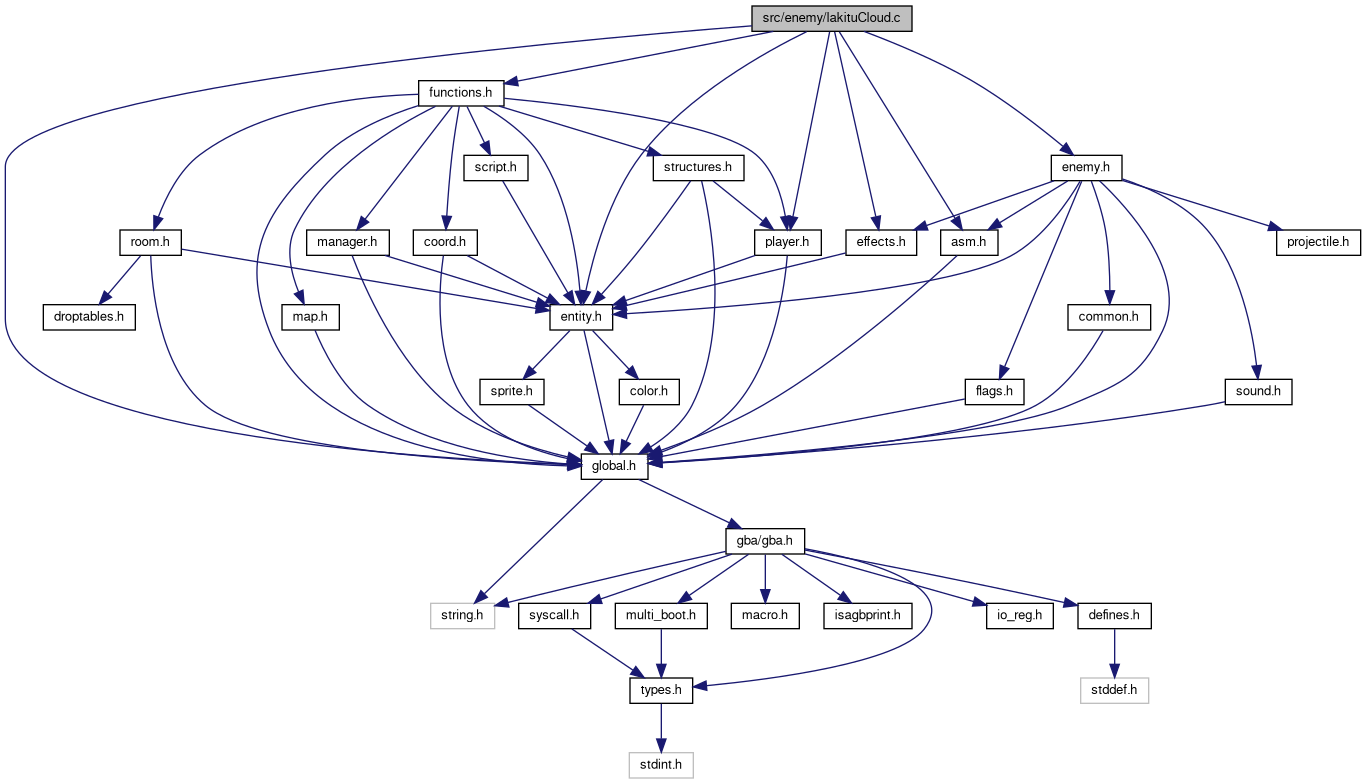 src/enemy/lakituCloud.c
functions.h
script.h
structures.h
enemy.h
room.h
manager.h
coord.h
player.h
effects.h
asm.h
projectile.h
droptables.h
map.h
entity.h
common.h
sprite.h
color.h
flags.h
sound.h
global.h
gba/gba.h
string.h
syscall.h
multi_boot.h
macro.h
isagbprint.h
io_reg.h
defines.h
types.h
stddef.h
stdint.h